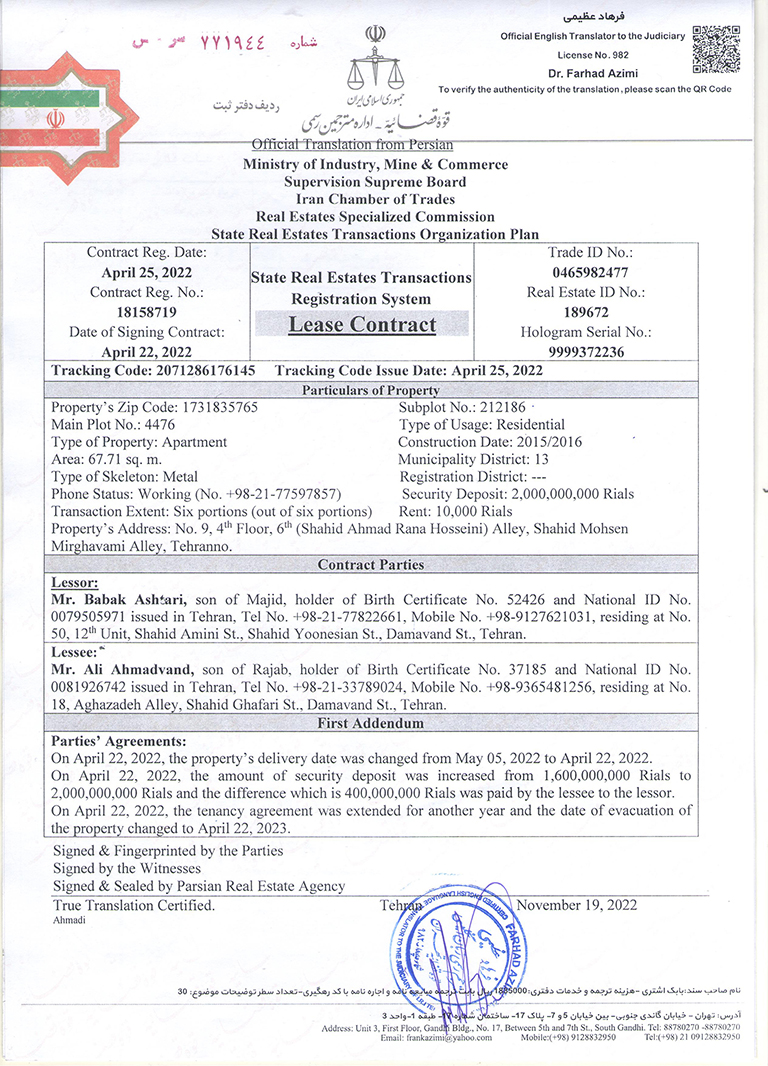 فرهاد عظیمی
Official English Translator to the Judiciary
License No. 982
Dr. Farhad Azimi
To verify the authenticity of the translation, please scan the QR Code
شماره ۷۷۱۹۴۴ س
ردیف دفتر ثبت
جمهوری اسلامی ایران
قوه قضائیه - اداره مترجمین رسمی
Official Translation from Persian
Ministry of Industry, Mine & Commerce
Supervision Supreme Board
Iran Chamber of Trades
Real Estates Specialized Commission
State Real Estates Transactions Organization Plan
Contract Reg. Date:
April 25, 2022
Contract Reg. No.:
18158719
Date of Signing Contract:
April 22, 2022
State Real Estates Transactions
Registration System
Lease Contract
Trade ID No.:
0465982477
Real Estate ID No.:
189672
Hologram Serial No.:
9999372236
Tracking Code: 2071286176145 Tracking Code Issue Date: April 25, 2022
Particulars of Property
Property's Zip Code: 1731835765 Subplot No.: 212186
Main Plot No.: 4476 Type of Usage: Residential
Type of Property: Apartment Construction Date: 2015/2016
Area: 67.71 sq. m. Municipality District: 13
Type of Skeleton: Metal Registration District: ---
Phone Status: Working (No. +98-21-77597857) Security Deposit: 2,000,000,000 Rials
Transaction Extent: Six portions (out of six portions) Rent: 10,000 Rials
Property's Address: No. 9, 4th Floor, 6th (Shahid Ahmad Rana Hosseini) Alley, Shahid Mohsen
Mirghavami Alley, Tehranno.
Contract Parties
Lessor:
Mr. Babak Ashtari, son of Majid, holder of Birth Certificate No. 52426 and National ID No.
0079505971 issued in Tehran, Tel No. +98-21-77822661, Mobile No. +98-9127621031, residing at No.
50, 12th Unit, Shahid Amini St., Shahid Yoonesian St., Damavand St., Tehran.
Lessee:
Mr. Ali Ahmadvand, son of Rajab, holder of Birth Certificate No. 37185 and National ID No.
0081926742 issued in Tehran, Tel No. +98-21-33789024, Mobile No. +98-9365481256, residing at No.
18, Aghazadeh Alley, Shahid Ghafari St., Damavand St., Tehran.
First Addendum
Parties' Agreements:
On April 22, 2022, the property's delivery date was changed from May 05, 2022 to April 22, 2022.
On April 22, 2022, the amount of security deposit was increased from 1,600,000,000 Rials to
2,000,000,000 Rials and the difference which is 400,000,000 Rials was paid by the lessee to the lessor.
On April 22, 2022, the tenancy agreement was extended for another year and the date of evacuation of
the property changed to April 22, 2023.
Signed & Fingerprinted by the Parties
Signed by the Witnesses
Signed & Sealed by Parsian Real Estate Agency
True Translation Certified. Tehran November 19, 2022
Ahmadi
CERTIFIED ENGLISH LANGUAGE TRANSLATOR TO THE
FARHAD AZIMI
نام صاحب سند: بابک اشتری - هزینه ترجمه و خدمات دفتری: 1885000 ریال بابت ترجمه مبایعه نامه و اجاره نامه با کد رهگیری - تعداد سطر توضیحات موضوع: 30
آدرس: تهران - خیابان گاندی جنوبی - بین خیابان 5 و 7 - پلاک 17 - ساختمان شماره 17 - طبقه 1 - واحد 3
Address: Unit 3, First Floor, Gandhi Bldg., No. 17, Between 5th and 7th St., South Gandhi. Tel: 88780270 -88780270
Email: frankazimi@yahoo.com Mobile:(+98) 9128832950 Tel:(+98) 21 09128832950